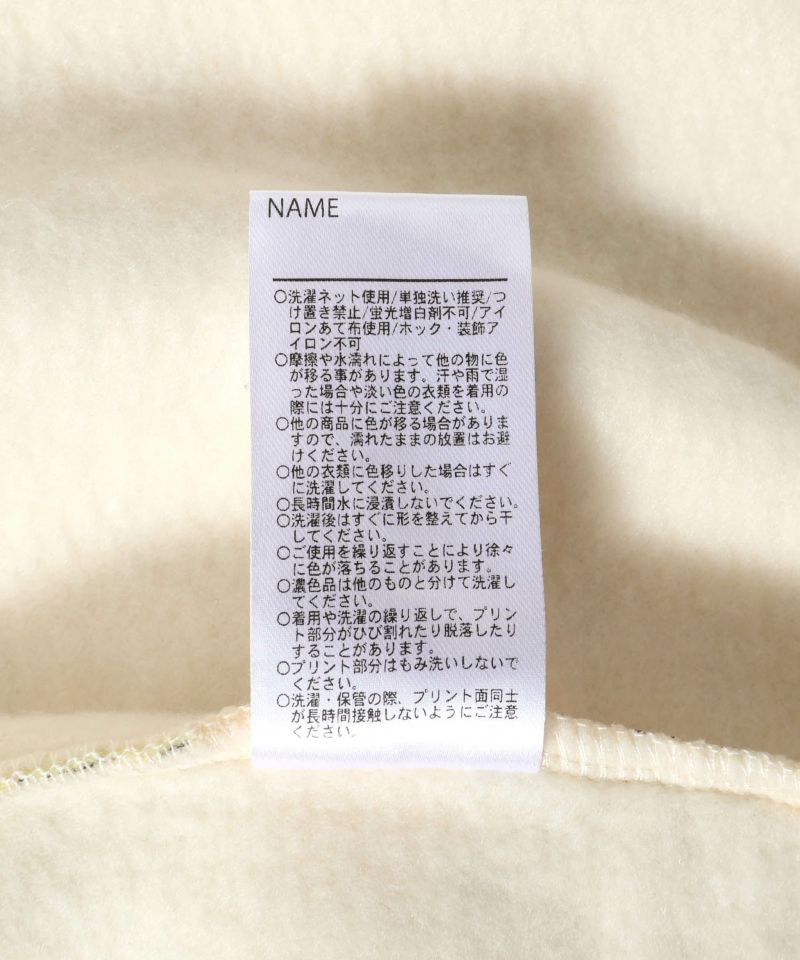 NAME
○洗濯ネット使用/単独洗い推奨/つ
け置き禁止/蛍光増白剤不可/アイ
ロンあて布使用/ホック・装飾ア
イロン不可
○摩擦や水濡れによって他の物に色
が移る事があります。汗や雨で湿
った場合や淡い色の衣類を着用の
際には十分にご注意ください。
○他の商品に色が移る場合がありま
すので、濡れたままの放置はお避
けください。
○他の衣類に色移りした場合はすぐ
に洗濯してください。
○長時間水に浸漬しないでください。
○洗濯後はすぐに形を整えてから干
してください。
○ご使用を繰り返すことにより徐々
に色が落ちることがあります。
○濃色品は他のものと分けて洗濯し
てください。
○着用や洗濯の繰り返しで、プリン
ト部分がひび割れたり脱落したり
することがあります。
○プリント部分はもみ洗いしないで
ください。
○洗濯・保管の際、プリント面同士
が長時間接触しないようにご注意
ください。